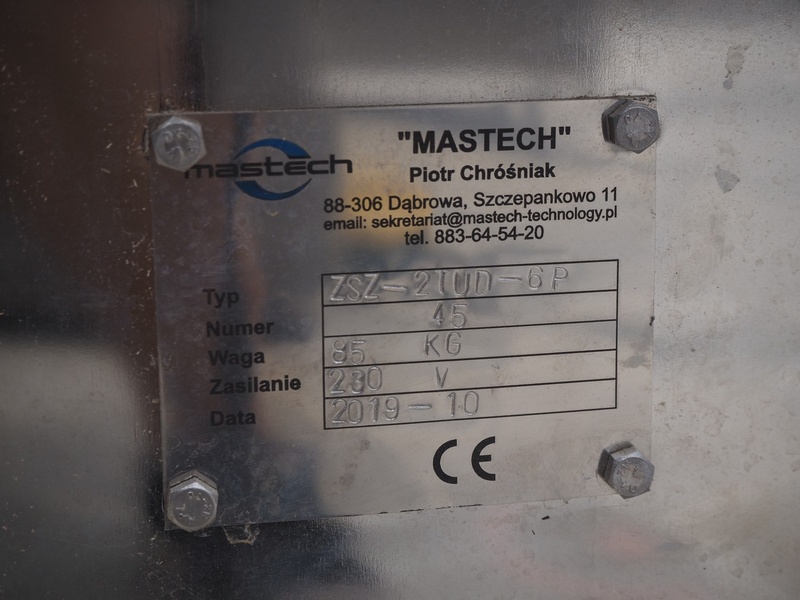 mastech
"MASTECH"
Piotr Chróśniak
88-306 Dąbrowa, Szczepankowo 11
email: sekretariat@mastech-technology.pl
tel. 883-64-54-20
Typ ZSZ-21UD-6P
Numer 45
Waga 85 KG
Zasilanie 230 V
Data 2019-10
CE